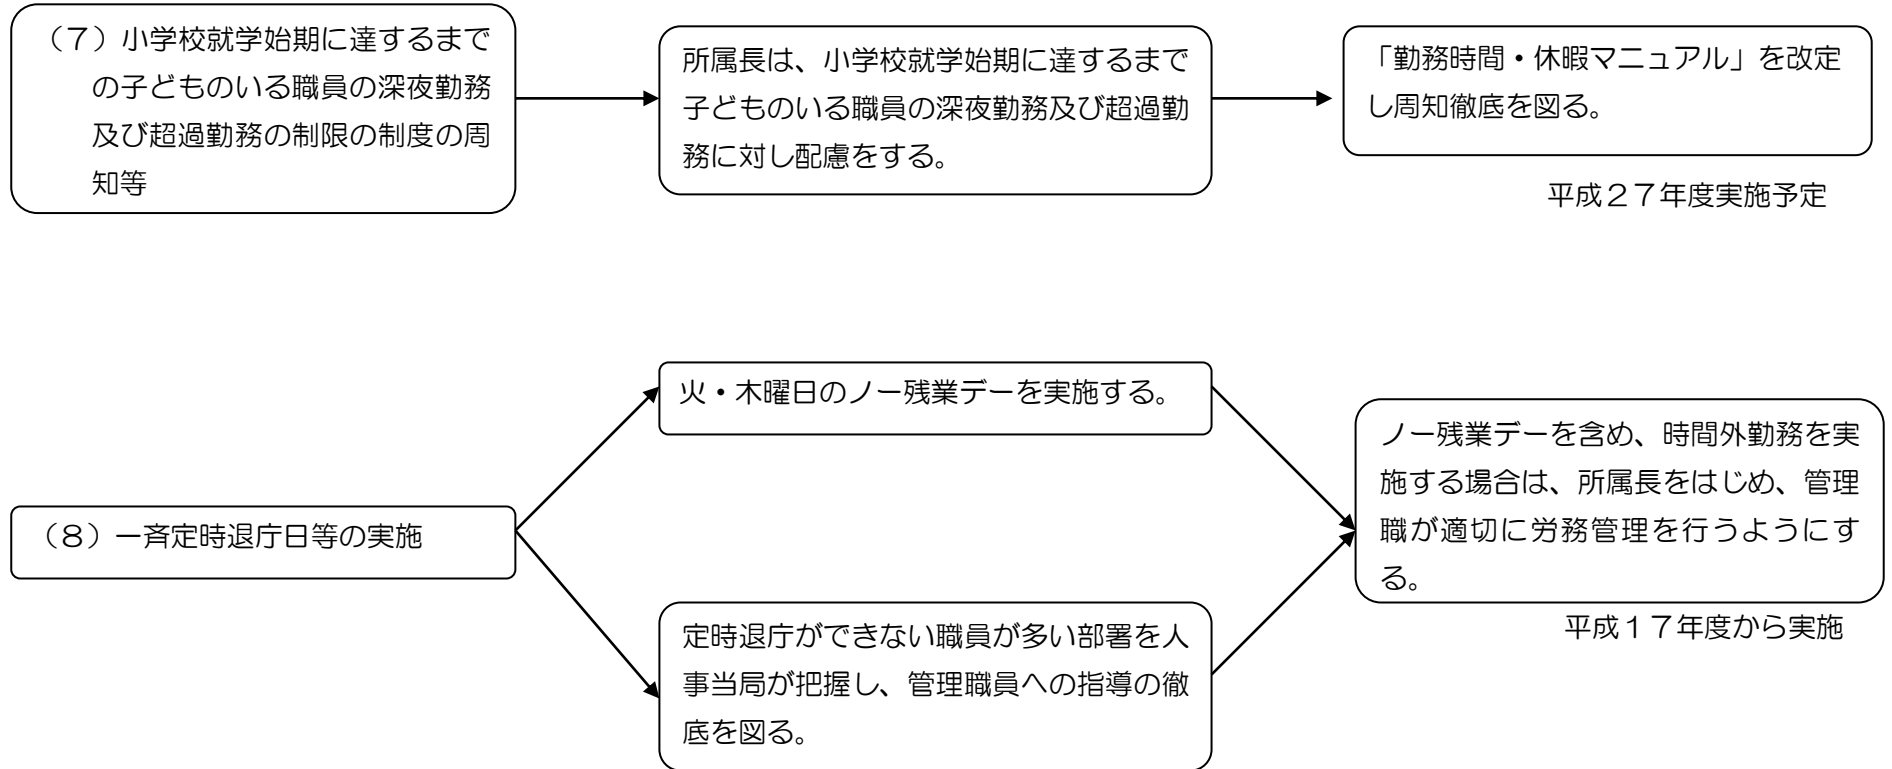 （７）小学校就学始期に達するまで
の子どものいる職員の深夜勤務
及び超過勤務の制限の制度の周
知等
所属長は、小学校就学始期に達するまで
子どものいる職員の深夜勤務及び超過勤
務に対し配慮をする。
「勤務時間・休暇マニュアル」を改定
し周知徹底を図る。
平成２７年度実施予定
（８）一斉定時退庁日等の実施
火・木曜日のノー残業デーを実施する。
定時退庁ができない職員が多い部署を人
事当局が把握し、管理職員への指導の徹
底を図る。
ノー残業デーを含め、時間外勤務を実
施する場合は、所属長をはじめ、管理
職が適切に労務管理を行うようにす
る。
平成１７年度から実施